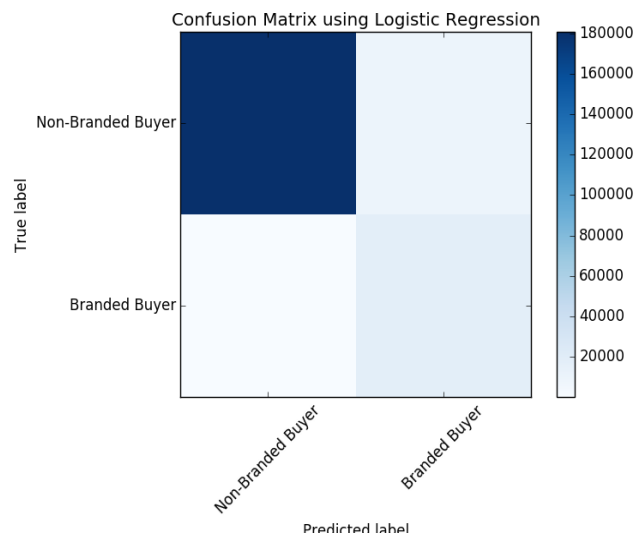 Confusion Matrix using Logistic Regression
180000
160000
140000
120000
100000
80000
60000
40000
20000
True label
Non-Branded Buyer
Branded Buyer
Non-Branded Buyer
Branded Buyer
Predicted label